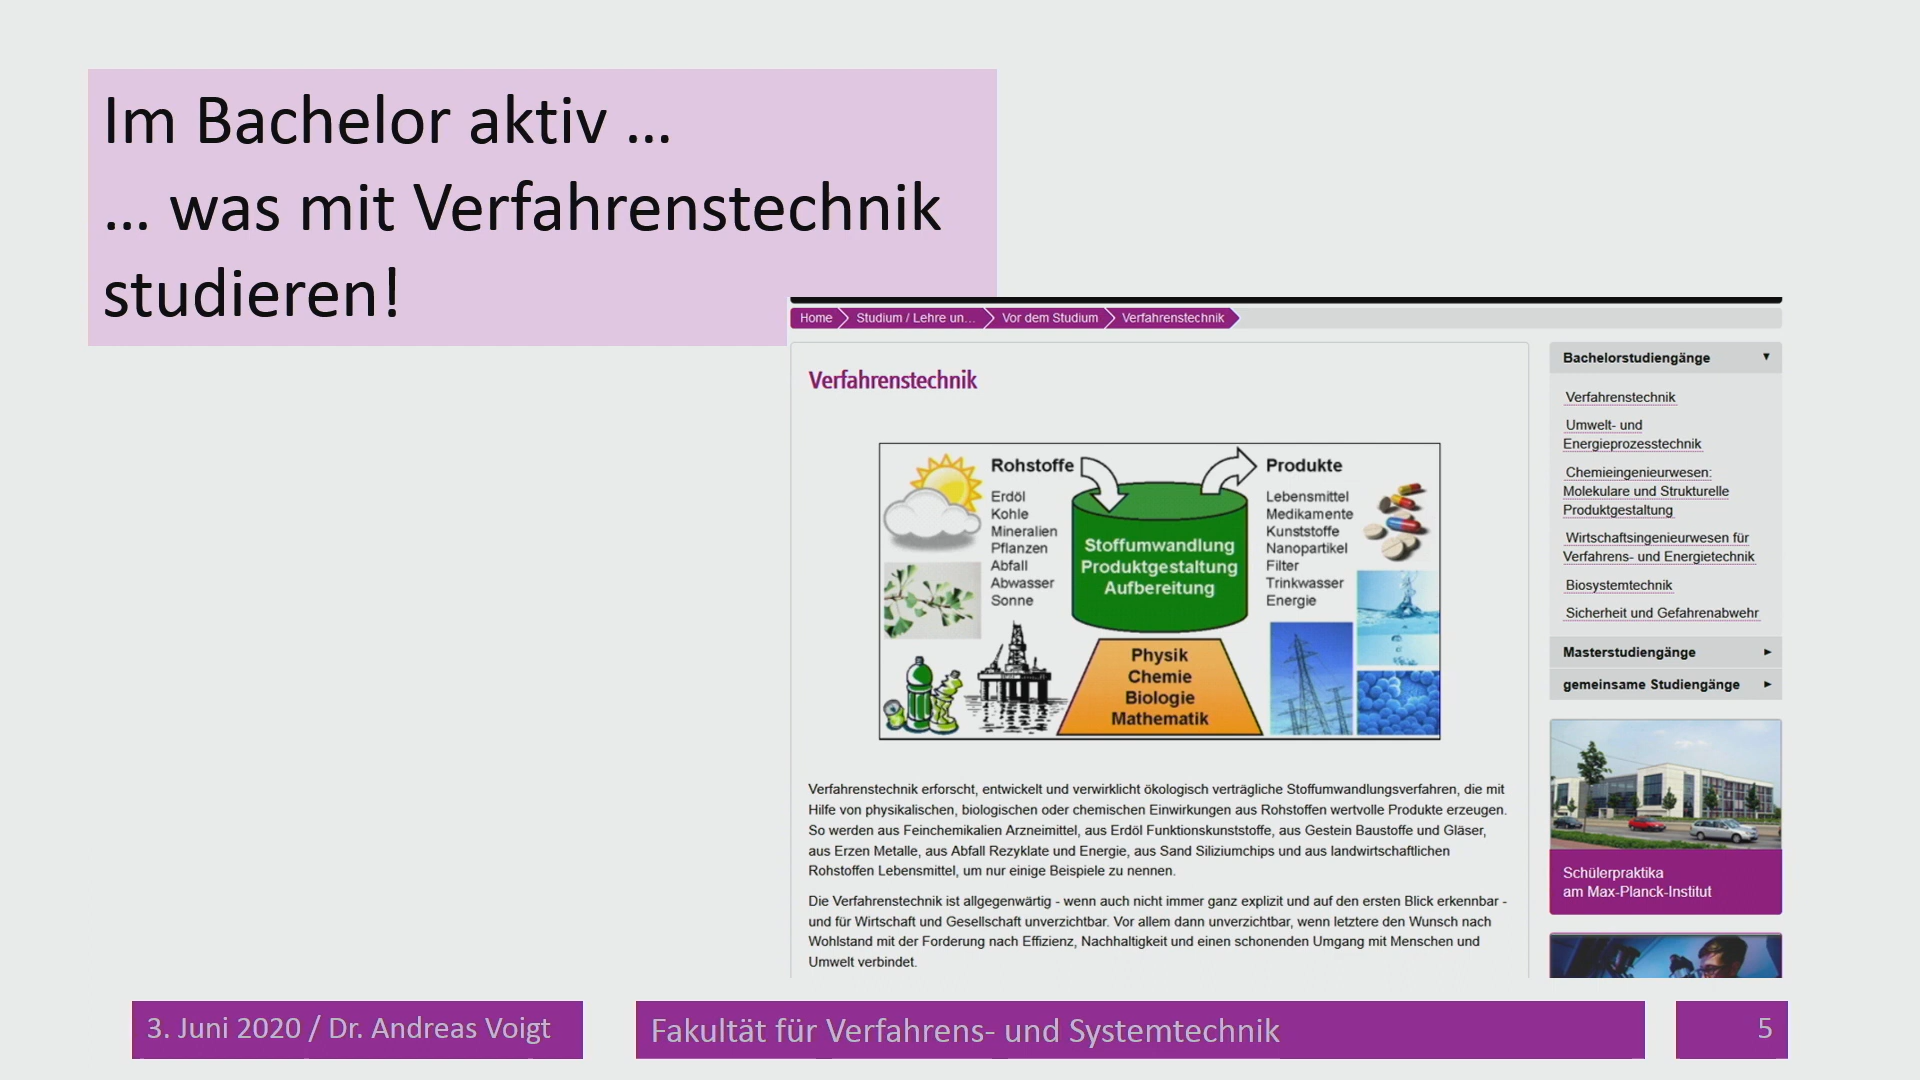 Im Bachelor aktiv ...
... was mit Verfahrenstechnik
studieren!
Home
Studium / Lehre un...
Vor dem Studium
Verfahrenstechnik
Verfahrenstechnik
Rohstoffe
Erdöl
Kohle
Mineralien
Pflanzen
Abfall
Abwasser
Sonne
Stoffumwandlung
Produktgestaltung
Aufbereitung
Physik
Chemie
Biologie
Mathematik
Produkte
Lebensmittel
Medikamente
Kunststoffe
Nanopartikel
Filter
Trinkwasser
Energie
Verfahrenstechnik erforscht, entwickelt und verwirklicht ökologisch verträgliche Stoffumwandlungsverfahren, die mit
Hilfe von physikalischen, biologischen oder chemischen Einwirkungen aus Rohstoffen wertvolle Produkte erzeugen.
So werden aus Feinchemikalien Arzneimittel, aus Erdöl Funktionskunststoffe, aus Gestein Baustoffe und Gläser,
aus Erzen Metalle, aus Abfall Rezyklate und Energie, aus Sand Siliziumchips und aus landwirtschaftlichen
Rohstoffen Lebensmittel, um nur einige Beispiele zu nennen.
Die Verfahrenstechnik ist allgegenwärtig - wenn auch nicht immer ganz explizit und auf den ersten Blick erkennbar -
und für Wirtschaft und Gesellschaft unverzichtbar. Vor allem dann unverzichtbar, wenn letztere den Wunsch nach
Wohlstand mit der Forderung nach Effizienz, Nachhaltigkeit und einen schonenden Umgang mit Menschen und
Umwelt verbindet.
Bachelorstudiengänge
Verfahrenstechnik
Umwelt- und
Energieprozesstechnik
Chemieingenieurwesen:
Molekulare und Strukturelle
Produktgestaltung
Wirtschaftsingenieurwesen für
Verfahrens- und Energietechnik
Biosystemtechnik
Sicherheit und Gefahrenabwehr
Masterstudiengänge
gemeinsame Studiengänge
Schülerpraktika
am Max-Planck-Institut
3. Juni 2020 / Dr. Andreas Voigt
Fakultät für Verfahrens- und Systemtechnik
5